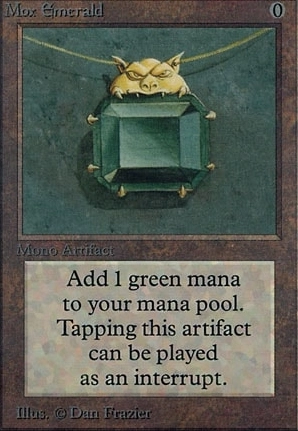 Mox Emerald 0
Mono Artifact
Add 1 green mana
to your mana pool.
Tapping this artifact
can be played
as an interrupt.
Illus. © Dan Frazier